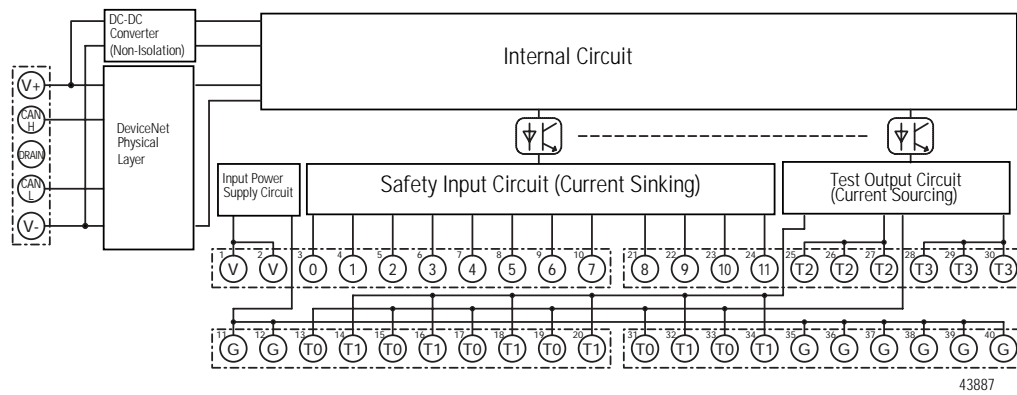 DC-DC
Converter
(Non-Isolation)
Internal Circuit
V+
CAN
H
DRAIN
CAN
L
V-
DeviceNet
Physical
Layer
Input Power
Supply Circuit
Safety Input Circuit (Current Sinking)
Test Output Circuit
(Current Sourcing)
1 2 3 4 5 6 7 8 9 10 21 22 23 24 25 26 27 28 29 30
V V 0 1 2 3 4 5 6 7 8 9 10 11 T2 T2 T2 T3 T3 T3
11 12 13 14 15 16 17 18 19 20 31 32 33 34 35 36 37 38 39 40
G G T0 T1 T0 T1 T0 T1 T0 T1 T0 T1 T0 T1 G G G G G G
43887